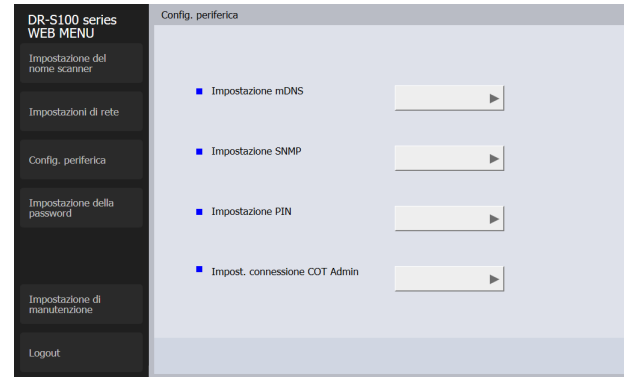 DR-S100 series
WEB MENU
Impostazione del
nome scanner
Impostazioni di rete
Config. periferica
Impostazione della
password
Impostazione di
manutenzione
Logout
Config. periferica
Impostazione mDNS
Impostazione SNMP
Impostazione PIN
Impost. connessione COT Admin